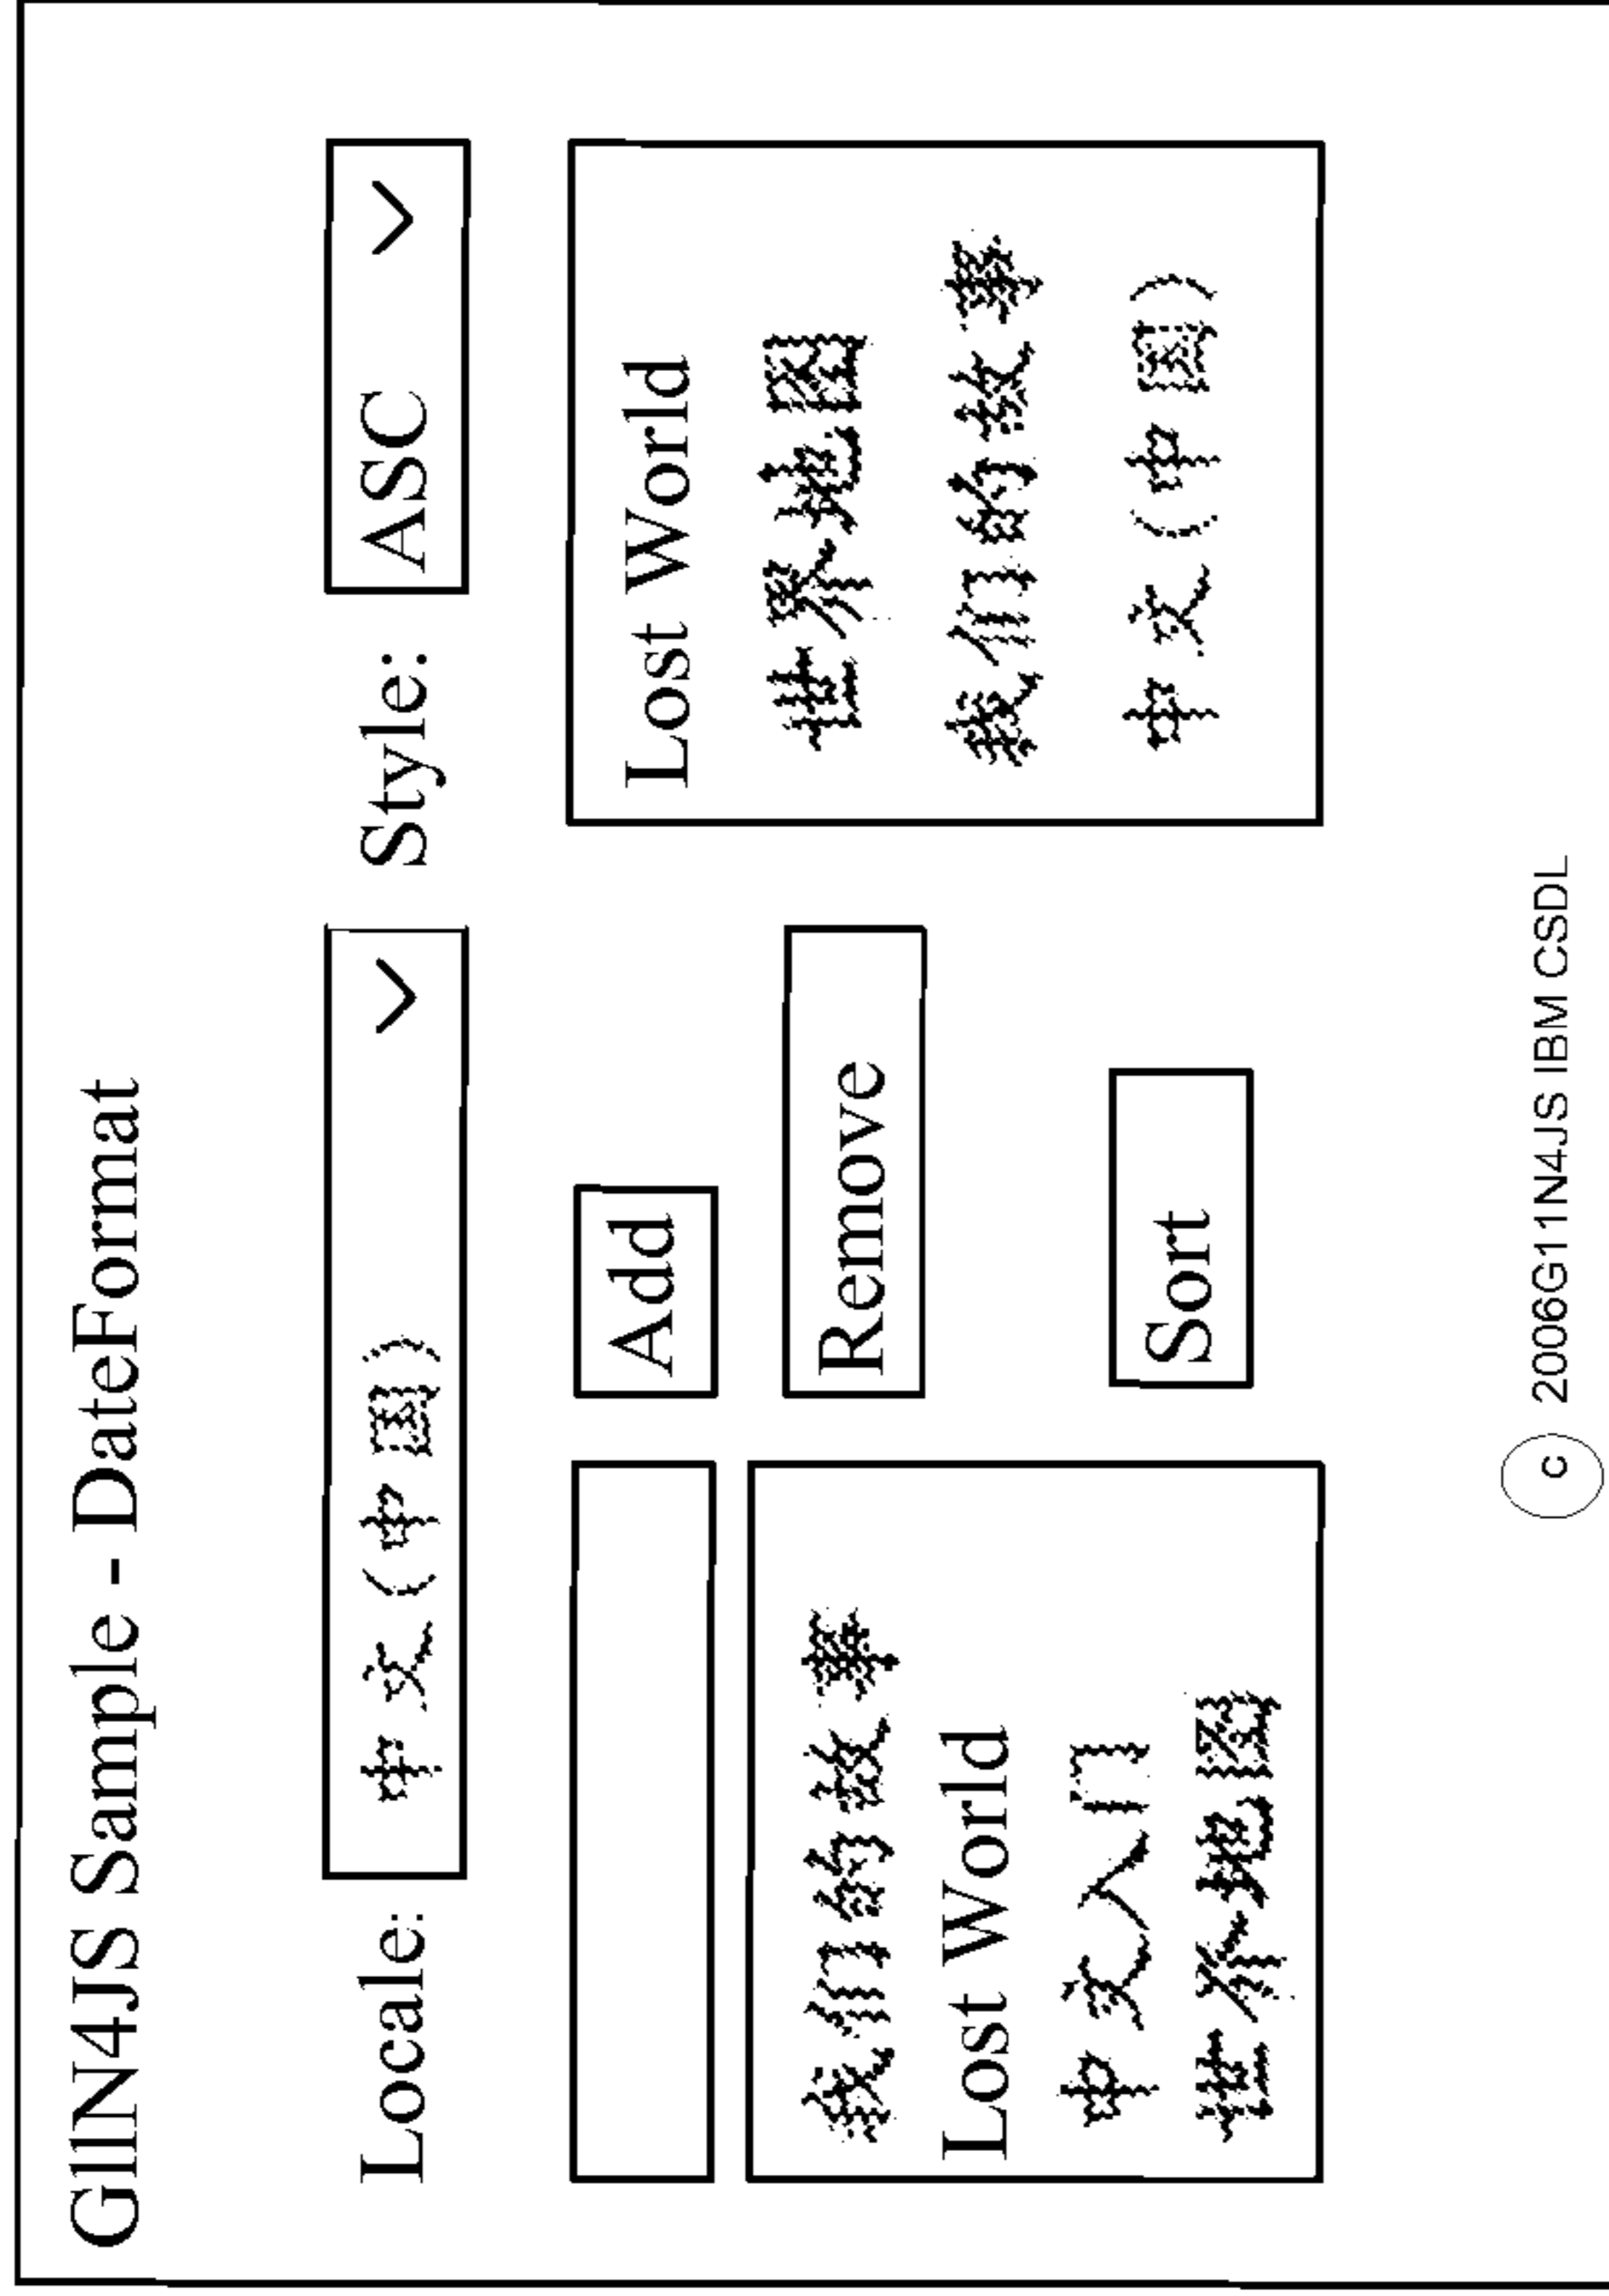 G11N4JS Sample - DateFormat
Locale: 中文(中国) Style: ASC
Add
Remove
Sort
我们的故事
Lost World
中文入门
世界地图
Lost World
世界地图
我们的故事
中文(中国)
c 2006G11N4JS IBM CSDL